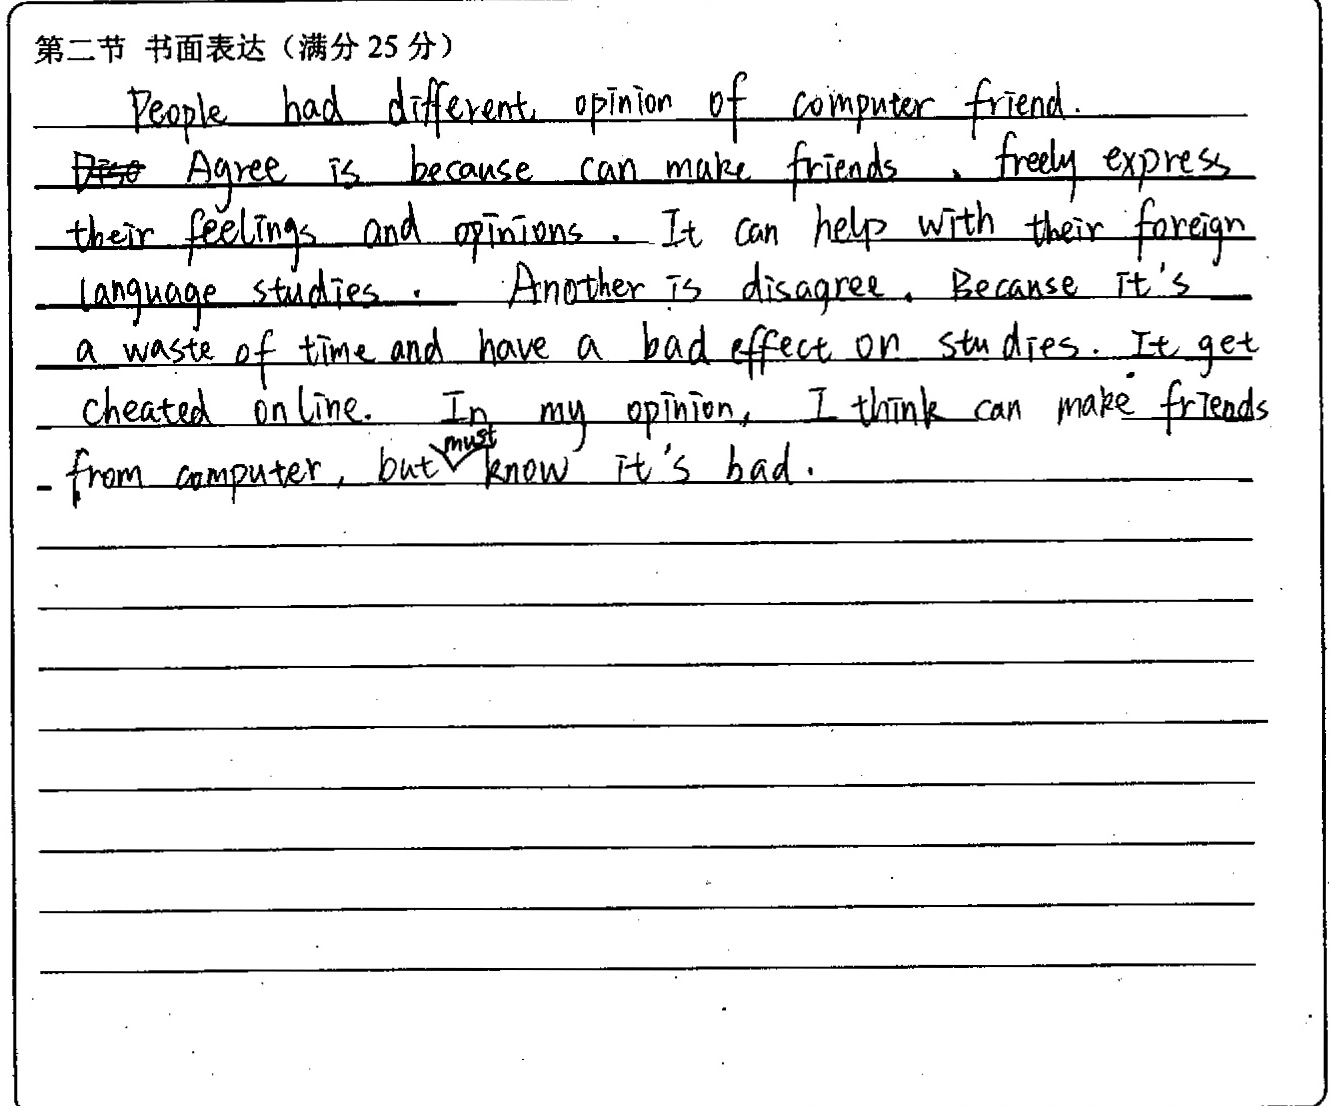 第二节 书面表达（满分 25 分）
People had different opinion of computer friend.
Agree is because can make friends, freely express
their feelings and opinions. It can help with their foreign
language studies. Another is disagree. Because it's
a waste of time and have a bad effect on studies. It get
cheated online. In my opinion, I think can make friends
from computer, but must know it's bad.